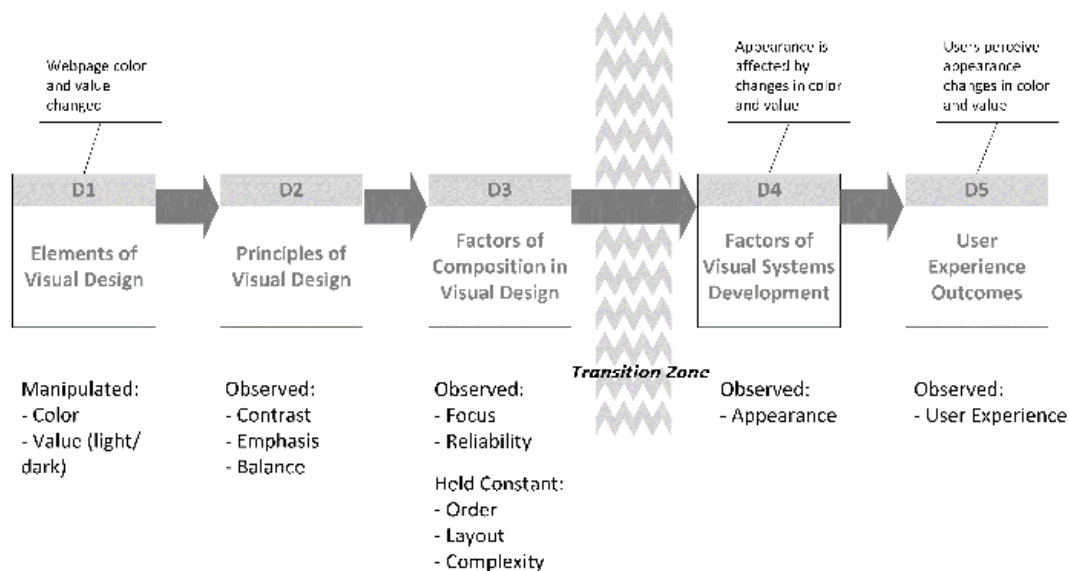 Webpage color
and value
changed
Appearance is
affected by
changes in color
and value
Users perceive
appearance
changes in color
and value
D1
D2
D3
D4
D5
Elements of
Visual Design
Principles of
Visual Design
Factors of
Composition in
Visual Design
Factors of
Visual Systems
Development
User
Experience
Outcomes
Transition Zone
Manipulated:
- Color
- Value (light/
dark)
Observed:
- Contrast
- Emphasis
- Balance
Observed:
- Focus
- Reliability
Held Constant:
- Order
- Layout
- Complexity
Observed:
- Appearance
Observed:
- User Experience